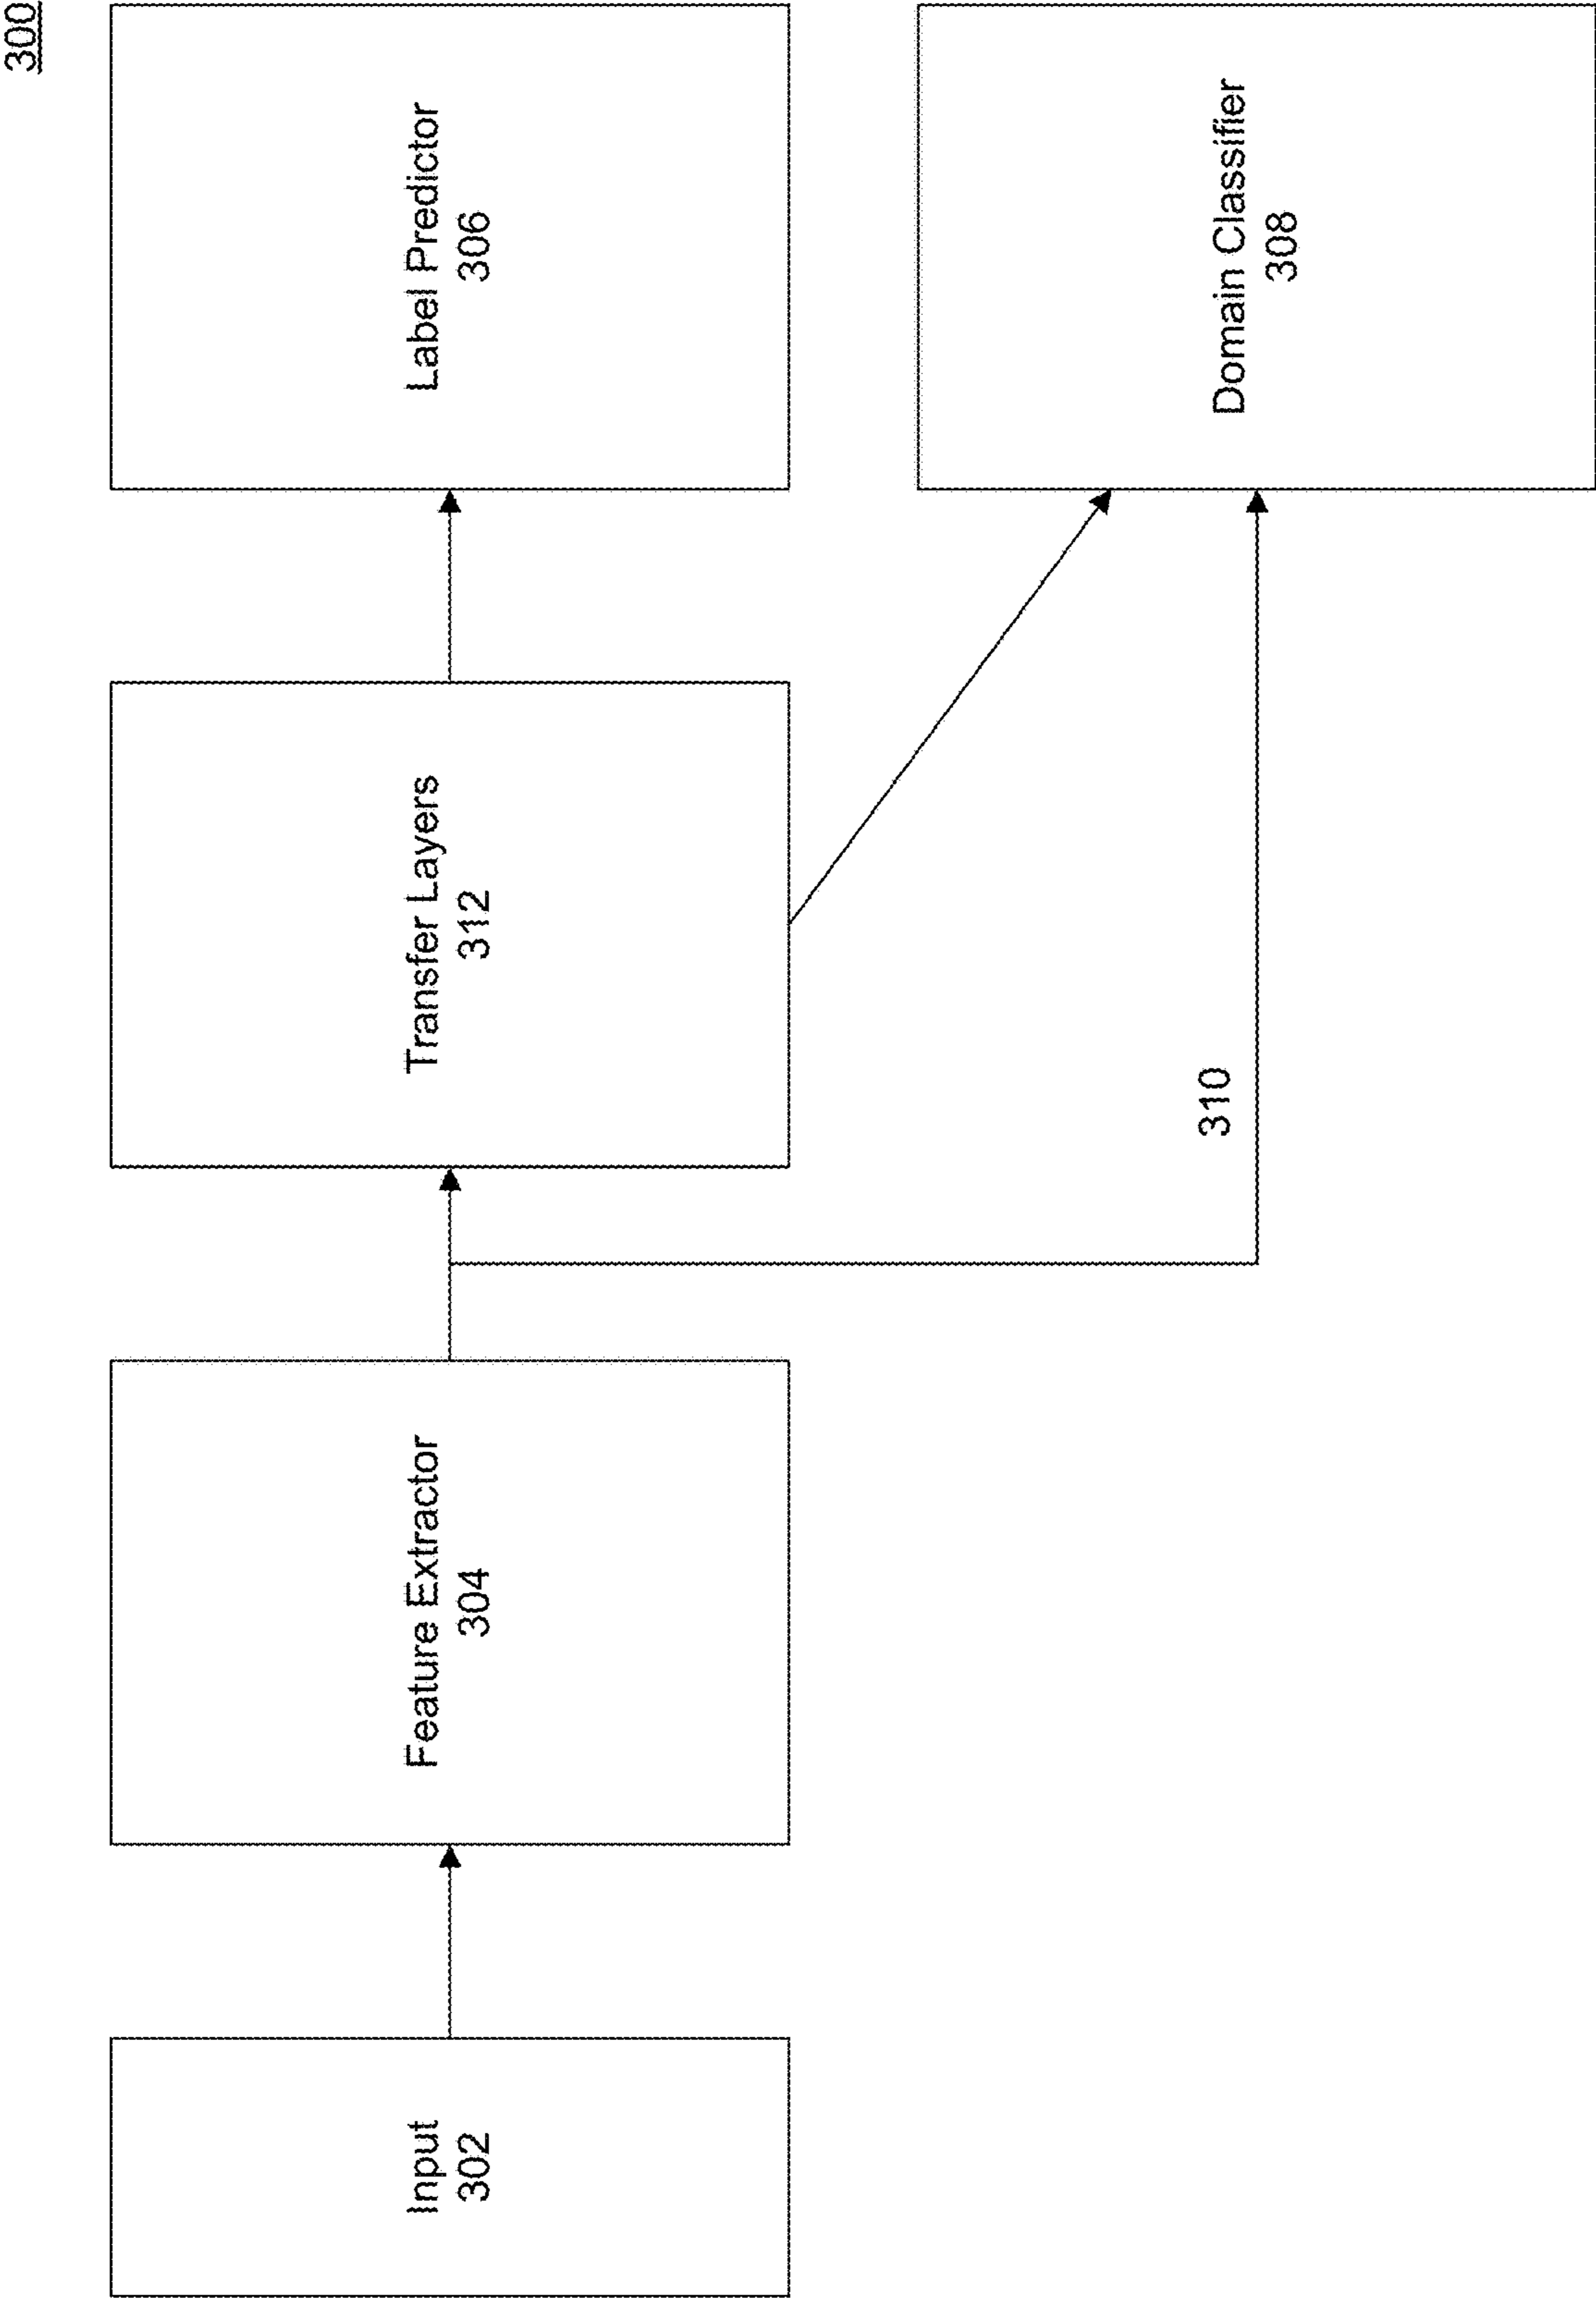 300
Input
302
Feature Extractor
304
Transfer Layers
312
Label Predictor
306
310
Domain Classifier
308